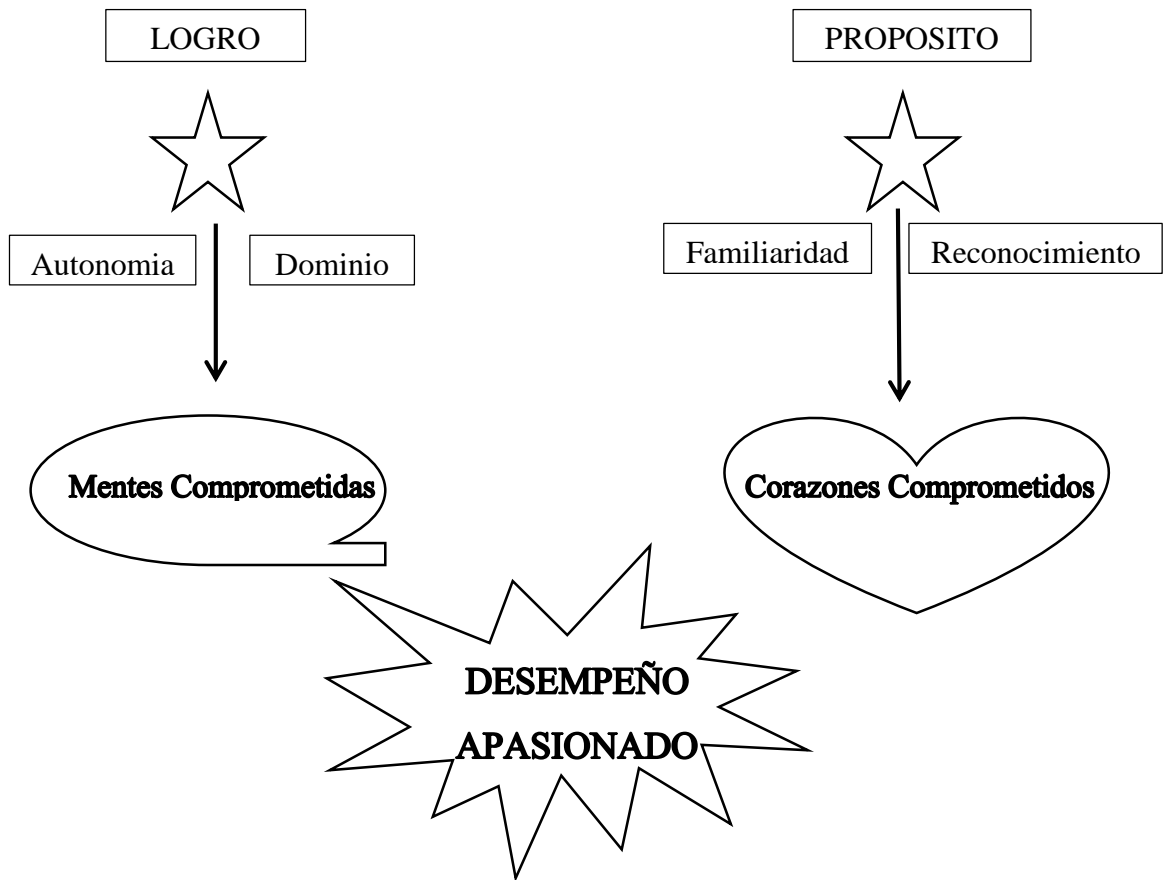 LOGRO
PROPOSITO
Autonomia
Dominio
Familiaridad
Reconocimiento
Mentes Comprometidas
Corazones Comprometidos
DESEMPEÑO
APASIONADO